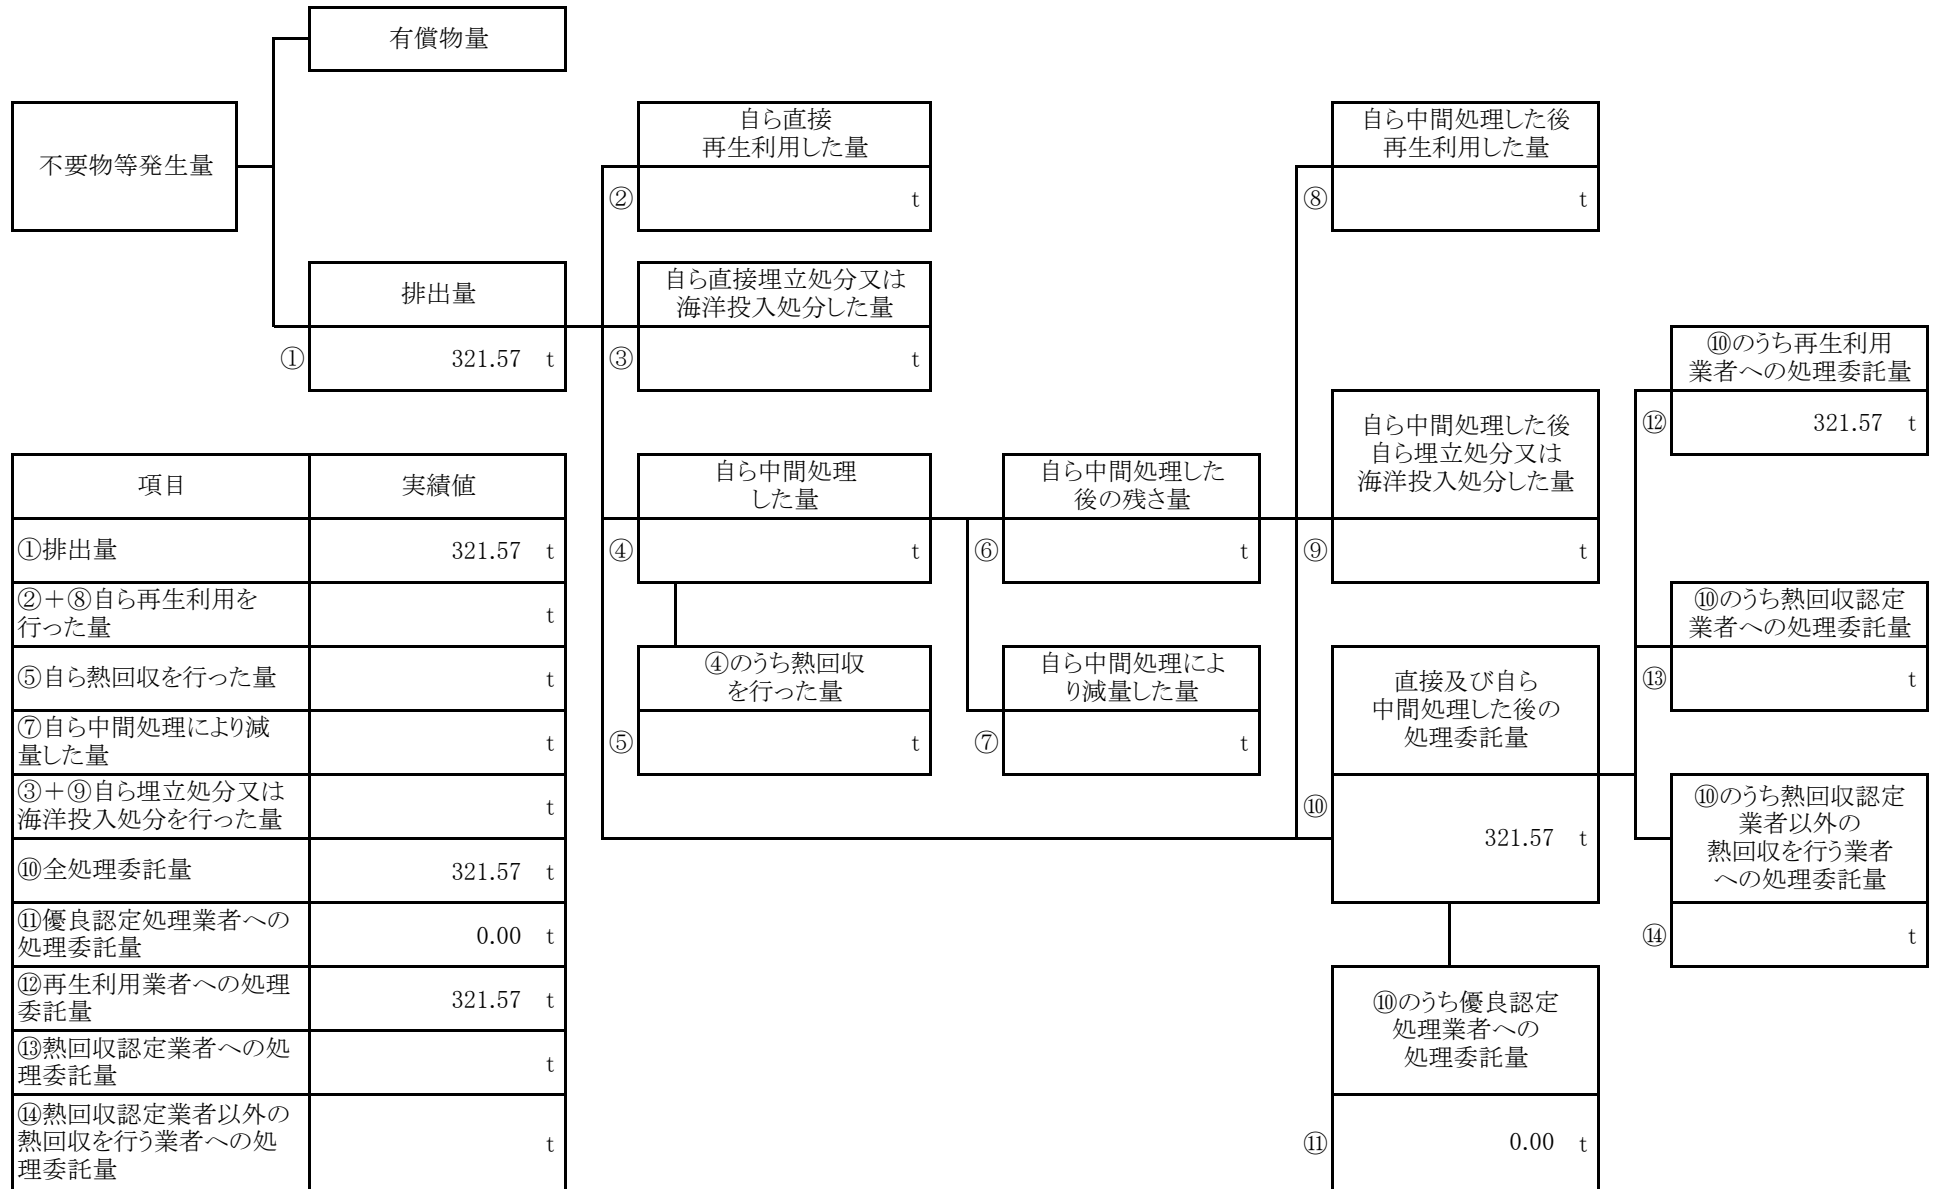 有償物量
不要物等発生量
自ら直接
再生利用した量
②
t
自ら中間処理した後
再生利用した量
⑧
t
排出量
①
321.57 t
自ら直接埋立処分又は
海洋投入処分した量
③
t
⑩のうち再生利用
業者への処理委託量
⑫
321.57 t
自ら中間処理
した量
④
t
自ら中間処理した
後の残さ量
⑥
t
自ら中間処理した後
自ら埋立処分又は
海洋投入処分した量
⑨
t
④のうち熱回収
を行った量
⑤
t
自ら中間処理によ
り減量した量
⑦
t
直接及び自ら
中間処理した後の
処理委託量
⑩
321.57 t
⑩のうち熱回収認定
業者への処理委託量
⑬
t
⑩のうち熱回収認定
業者以外の
熱回収を行う業者
への処理委託量
⑭
t
⑩のうち優良認定
処理業者への
処理委託量
⑪
0.00 t
項目 実績値
①排出量 321.57 t
②＋⑧自ら再生利用を
行った量 t
⑤自ら熱回収を行った量 t
⑦自ら中間処理により減
量した量 t
③＋⑨自ら埋立処分又は
海洋投入処分を行った量 t
⑩全処理委託量 321.57 t
⑪優良認定処理業者への
処理委託量 0.00 t
⑫再生利用業者への処理
委託量 321.57 t
⑬熱回収認定業者への処
理委託量 t
⑭熱回収認定業者以外の
熱回収を行う業者への処
理委託量 t